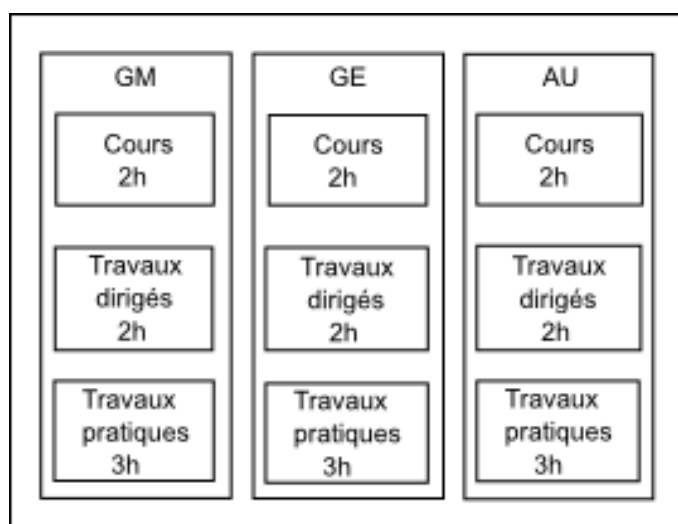 GM
Cours
2h
Travaux
dirigés
2h
Travaux
pratiques
3h
GE
Cours
2h
Travaux
dirigés
2h
Travaux
pratiques
3h
AU
Cours
2h
Travaux
dirigés
2h
Travaux
pratiques
3h